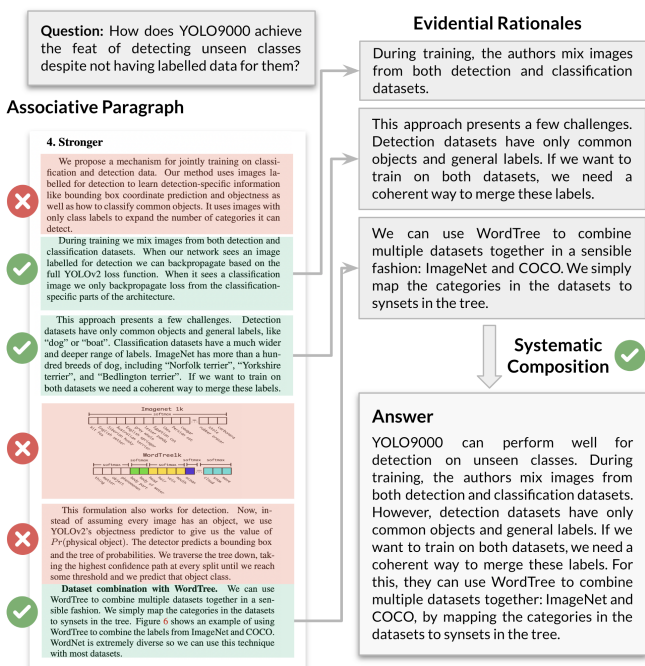 Question: How does YOLO9000 achieve
the feat of detecting unseen classes
despite not having labelled data for them?
Associative Paragraph
4. Stronger
We propose a mechanism for jointly training on classi-
fication and detection data. Our method uses images la-
belled for detection to learn detection-specific information
like bounding box coordinate prediction and objectness as
well as how to classify common objects. It uses images with
only class labels to expand the number of categories it can
detect.
During training we mix images from both detection and
classification datasets. When our network sees an image
labelled for detection we can backpropagate based on the
full YOLOv2 loss function. When it sees a classification
image we only backpropagate loss from the classification-
specific parts of the architecture.
This approach presents a few challenges. Detection
datasets have only common objects and general labels, like
“dog” or “boat”. Classification datasets have a much wider
and deeper range of labels. ImageNet has more than a hun-
dred breeds of dog, including “Norfolk terrier”, “Yorkshire
terrier”, and “Bedlington terrier”. If we want to train on
both datasets we need a coherent way to merge these labels.
Imagenet 1k
softmax
WordTree1k
softmax softmax softmax softmax
This formulation also works for detection. Now, in-
stead of assuming every image has an object, we use
YOLOv2's objectness predictor to give us the value of
Pr(physical object). The detector predicts a bounding box
and the tree of probabilities. We traverse the tree down, tak-
ing the highest confidence path at every split until we reach
some threshold and we predict that object class.
Dataset combination with WordTree. We can use
WordTree to combine multiple datasets together in a sen-
sible fashion. We simply map the categories in the datasets
to synsets in the tree. Figure 6 shows an example of using
WordTree to combine the labels from ImageNet and COCO.
WordNet is extremely diverse so we can use this technique
with most datasets.
Evidential Rationales
During training, the authors mix images
from both detection and classification
datasets.
This approach presents a few challenges.
Detection datasets have only common
objects and general labels. If we want to
train on both datasets, we need a
coherent way to merge these labels.
We can use WordTree to combine
multiple datasets together in a sensible
fashion: ImageNet and COCO. We simply
map the categories in the datasets to
synsets in the tree.
Systematic
Composition
Answer
YOLO9000 can perform well for
detection on unseen classes. During
training, the authors mix images from
both detection and classification datasets.
However, detection datasets have only
common objects and general labels. If we
want to train on both datasets, we need a
coherent way to merge these labels. For
this, they can use WordTree to combine
multiple datasets together: ImageNet and
COCO, by mapping the categories in the
datasets to synsets in the tree.